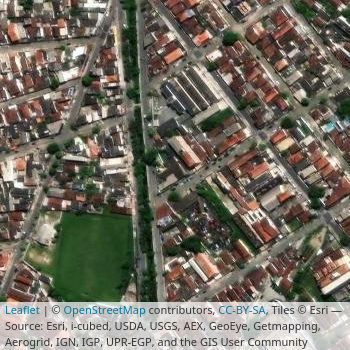 Leaflet | © OpenStreetMap contributors, CC-BY-SA, Tiles © Esri —
Source: Esri, i-cubed, USDA, USGS, AEX, GeoEye, Getmapping,
Aerogrid, IGN, IGP, UPR-EGP, and the GIS User Community